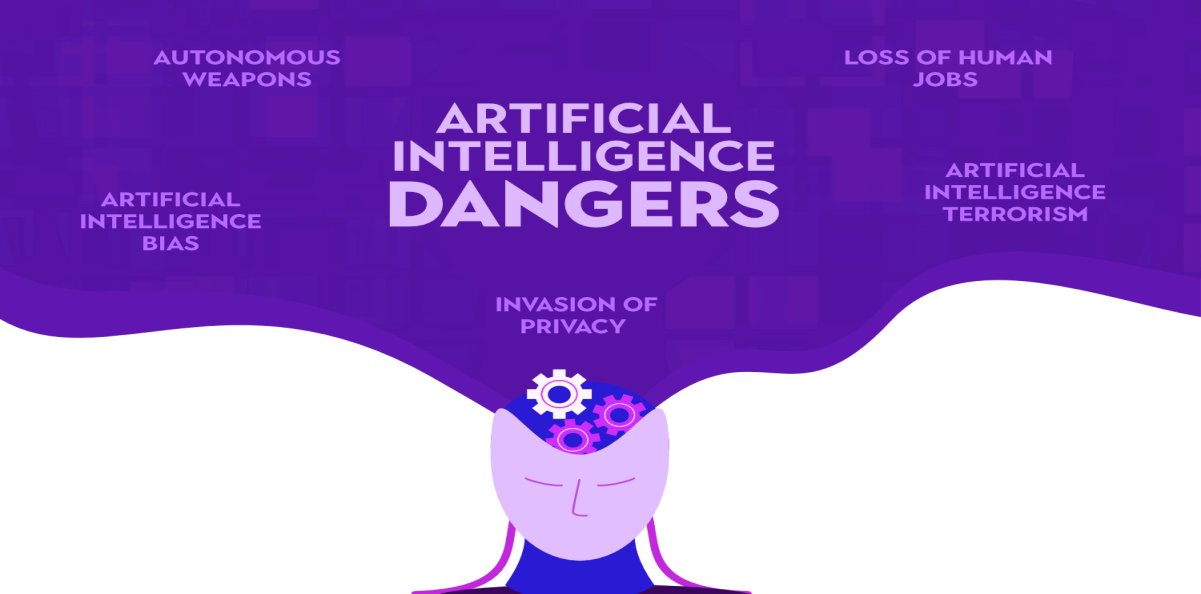 AUTONOMOUS
WEAPONS
LOSS OF HUMAN
JOBS
ARTIFICIAL
INTELLIGENCE
DANGERS
ARTIFICIAL
INTELLIGENCE
TERRORISM
ARTIFICIAL
INTELLIGENCE
BIAS
INVASION OF
PRIVACY